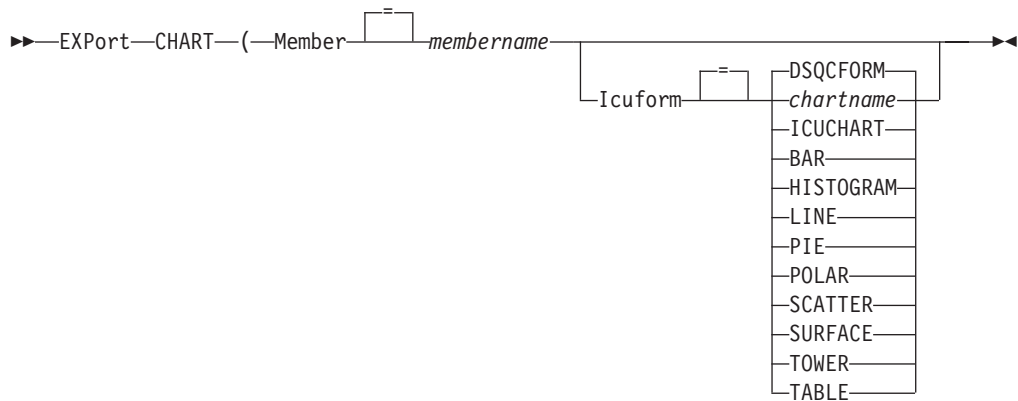 =
EXPort CHART ( Member membername
= DSQCFORM
Icuform chartname
ICUCHART
BAR
HISTOGRAM
LINE
PIE
POLAR
SCATTER
SURFACE
TOWER
TABLE